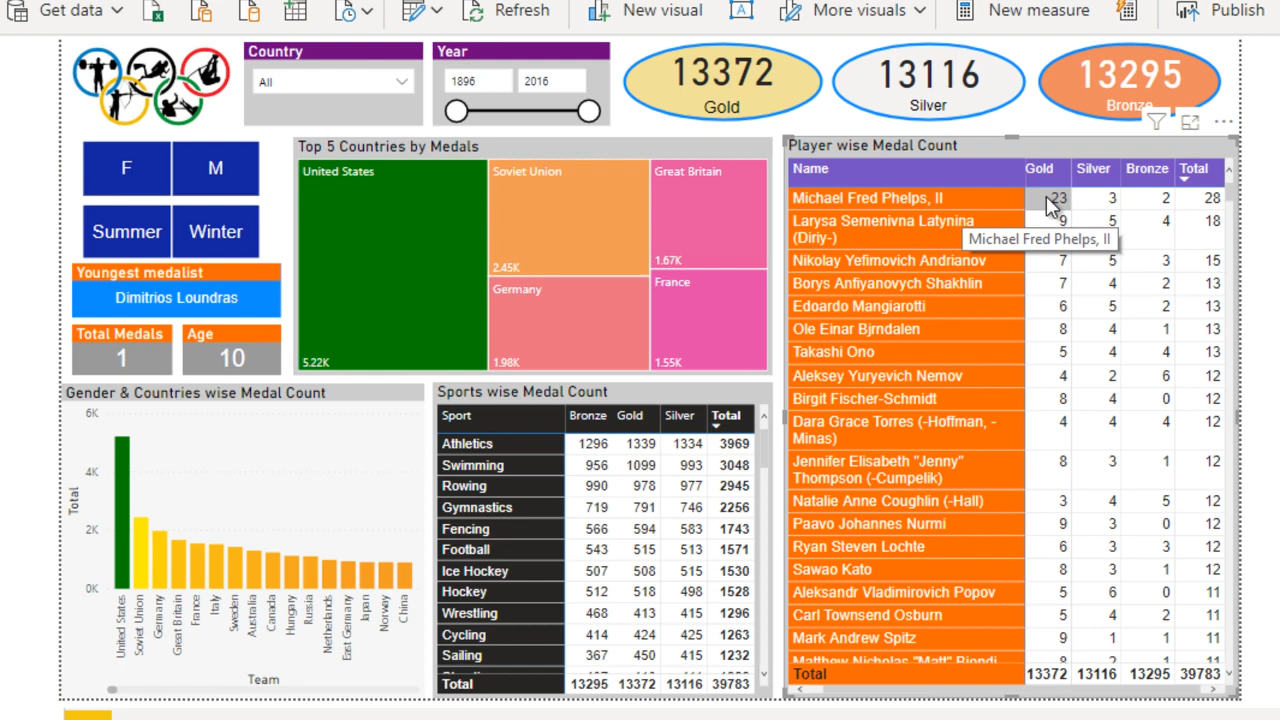 Get data
Refresh
New visual
More visuals
New measure
Publish
Country
All
Year
1896
2016
13372
Gold
13116
Silver
13295
Bronze
F
M
Summer
Winter
Youngest medalist
Dimitrios Loundras
Total Medals
1
Age
10
Top 5 Countries by Medals
United States
5.22K
Soviet Union
2.45K
Germany
1.98K
Great Britain
1.67K
France
1.55K
Player wise Medal Count
Name Gold Silver Bronze Total
Michael Fred Phelps, II 23 3 2 28
Larysa Semenivna Latynina
(Diriy-) 9 5 4 18
Michael Fred Phelps, II
Nikolay Yefimovich Andrianov 7 5 3 15
Borys Anfiyanovych Shakhlin 7 4 2 13
Edoardo Mangiarotti 6 5 2 13
Ole Einar Bjrndalen 8 4 1 13
Takashi Ono 5 4 4 13
Aleksey Yuryevich Nemov 4 2 6 12
Birgit Fischer-Schmidt 8 4 0 12
Dara Grace Torres (-Hoffman, -
Minas) 4 4 4 12
Jennifer Elisabeth "Jenny"
Thompson (-Cumpelik) 8 3 1 12
Natalie Anne Coughlin (-Hall) 3 4 5 12
Paavo Johannes Nurmi 9 3 0 12
Ryan Steven Lochte 6 3 3 12
Sawao Kato 8 3 1 12
Aleksandr Vladimirovich Popov 5 6 0 11
Carl Townsend Osburn 5 4 2 11
Mark Andrew Spitz 9 1 1 11
Matthew Nicholas "Matt" Biondi 8 2 1 11
Total 13372 13116 13295 39783
Gender & Countries wise Medal Count
6K
4K
2K
0K
Total
United States
Soviet Union
Germany
Great Britain
France
Italy
Sweden
Australia
Canada
Hungary
Russia
Netherlands
East Germany
Japan
Norway
China
Team
Sports wise Medal Count
Sport Bronze Gold Silver Total
Athletics 1296 1339 1334 3969
Swimming 956 1099 993 3048
Rowing 990 978 977 2945
Gymnastics 719 791 746 2256
Fencing 566 594 583 1743
Football 543 515 513 1571
Ice Hockey 507 508 515 1530
Hockey 512 518 498 1528
Wrestling 468 413 415 1296
Cycling 414 424 425 1263
Sailing 367 450 415 1232
Total 13295 13372 13116 39783